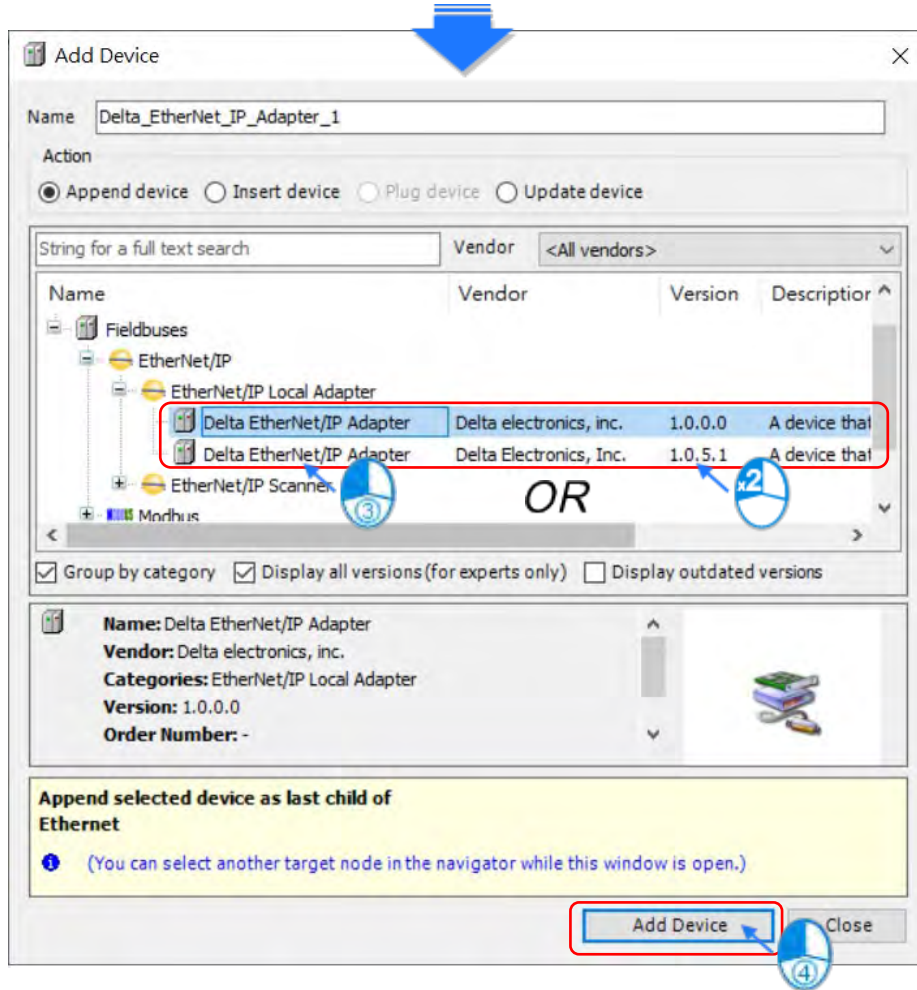 Add Device
Name Delta_EtherNet_IP_Adapter_1
Action
Append device Insert device Plug device Update device
String for a full text search Vendor <All vendors>
Name Vendor Version Description
Fieldbuses
EtherNet/IP
EtherNet/IP Local Adapter
Delta EtherNet/IP Adapter Delta electronics, inc. 1.0.0.0 A device that
Delta EtherNet/IP Adapter Delta Electronics, Inc. 1.0.5.1 A device that
EtherNet/IP Scanner
③ OR x2
Modbus
Group by category Display all versions (for experts only) Display outdated versions
Name: Delta EtherNet/IP Adapter
Vendor: Delta electronics, inc.
Categories: EtherNet/IP Local Adapter
Version: 1.0.0.0
Order Number: -
Append selected device as last child of
Ethernet
(You can select another target node in the navigator while this window is open.)
Add Device Close
④